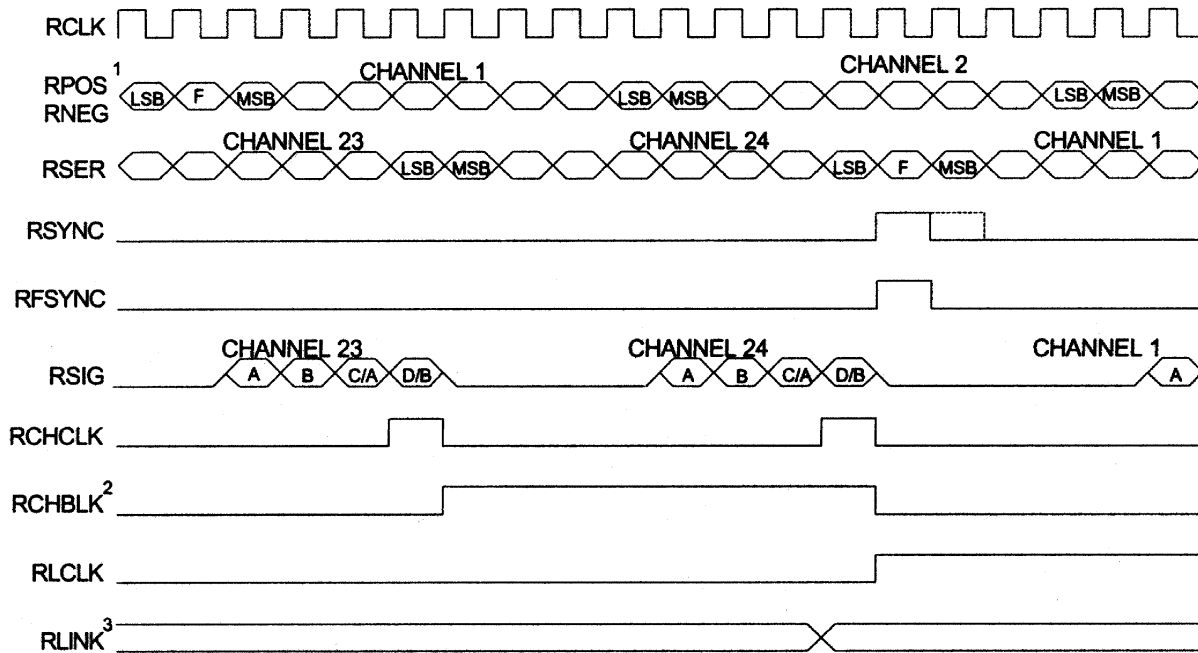 RCLK
RPOS 1
RNEG
CHANNEL 1
CHANNEL 2
LSB F MSB LSB MSB LSB MSB
CHANNEL 23 CHANNEL 24 CHANNEL 1
RSER
LSB MSB LSB F MSB
RSYNC
RFSYNC
CHANNEL 23 CHANNEL 24 CHANNEL 1
RSIG
A B C/A D/B A B C/A D/B A
RCHCLK
RCHBLK 2
RLCLK
RLINK 3